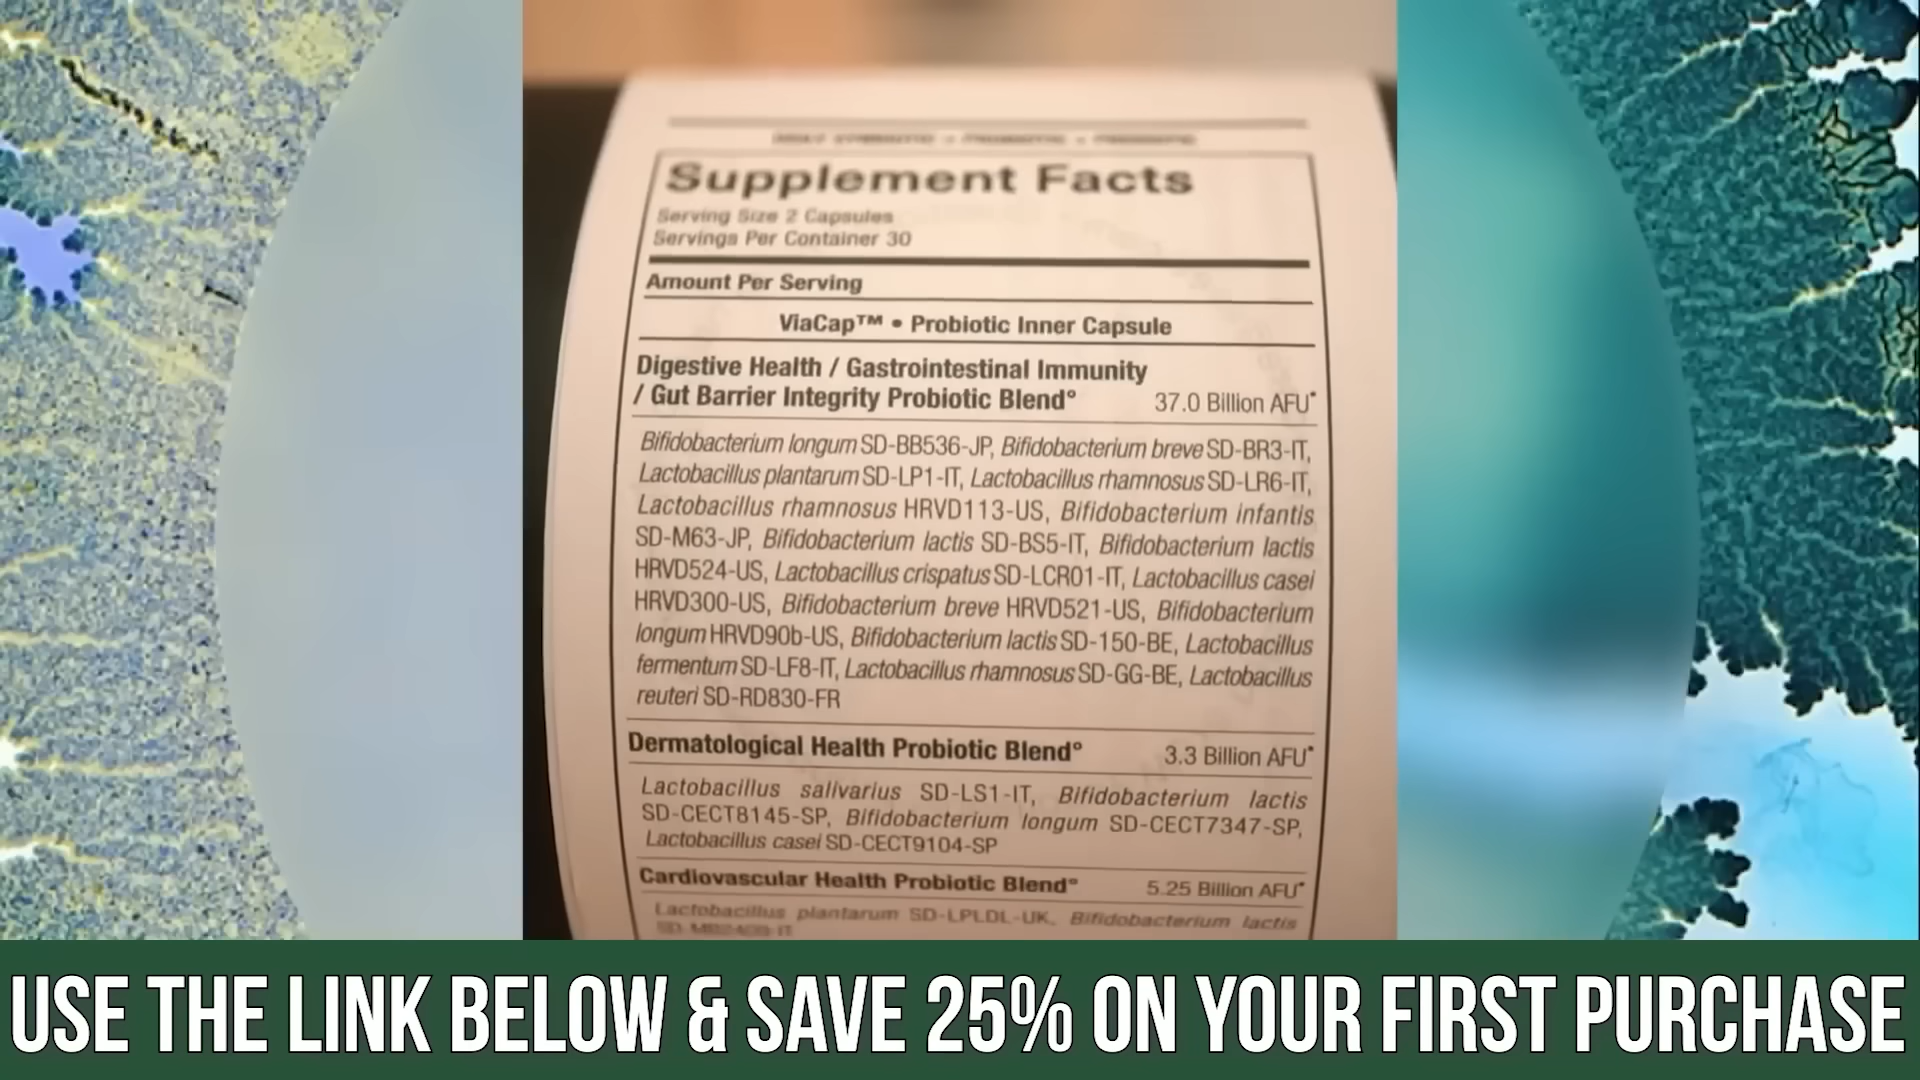 Supplement Facts
Serving Size 2 Capsules
Servings Per Container 30
Amount Per Serving
ViaCap™ • Probiotic Inner Capsule
Digestive Health / Gastrointestinal Immunity
/ Gut Barrier Integrity Probiotic Blend° 37.0 Billion AFU*
Bifidobacterium longum SD-BB536-JP, Bifidobacterium breve SD-BR3-IT,
Lactobacillus plantarum SD-LP1-IT, Lactobacillus rhamnosus SD-LR6-IT,
Lactobacillus rhamnosus HRVD113-US, Bifidobacterium infantis
SD-M63-JP, Bifidobacterium lactis SD-BS5-IT, Bifidobacterium lactis
HRVD524-US, Lactobacillus crispatus SD-LCR01-IT, Lactobacillus casei
HRVD300-US, Bifidobacterium breve HRVD521-US, Bifidobacterium
longum HRVD90b-US, Bifidobacterium lactis SD-150-BE, Lactobacillus
fermentum SD-LF8-IT, Lactobacillus rhamnosus SD-GG-BE, Lactobacillus
reuteri SD-RD830-FR
Dermatological Health Probiotic Blend° 3.3 Billion AFU*
Lactobacillus salivarius SD-LS1-IT, Bifidobacterium lactis
SD-CECT8145-SP, Bifidobacterium longum SD-CECT7347-SP,
Lactobacillus casei SD-CECT9104-SP
Cardiovascular Health Probiotic Blend° 5.25 Billion AFU*
Lactobacillus plantarum SD-LPLDL-UK, Bifidobacterium lactis
USE THE LINK BELOW & SAVE 25% ON YOUR FIRST PURCHASE